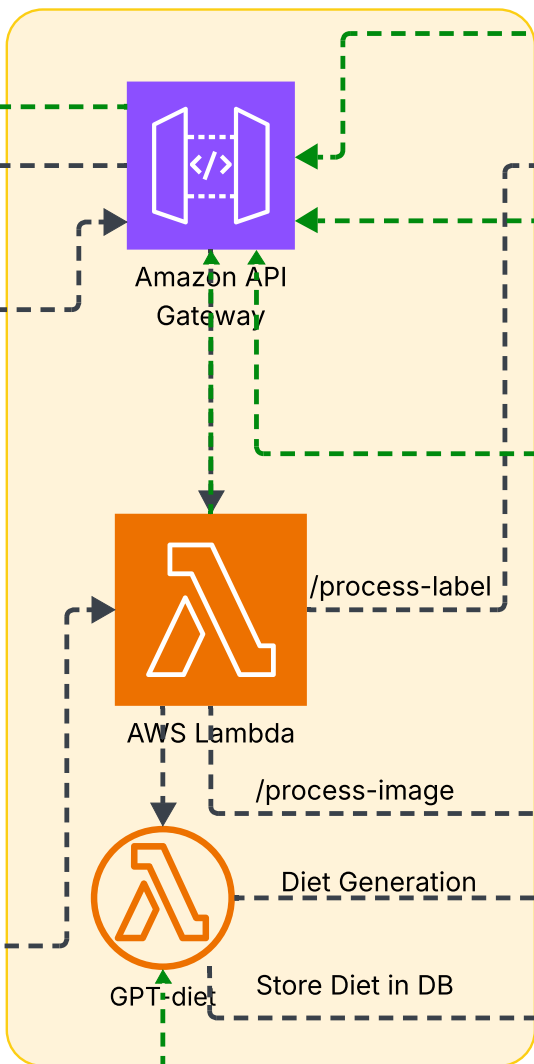 </>
Amazon API
Gateway
/process-label
AWS Lambda
/process-image
Diet Generation
Store Diet in DB
GPT-diet